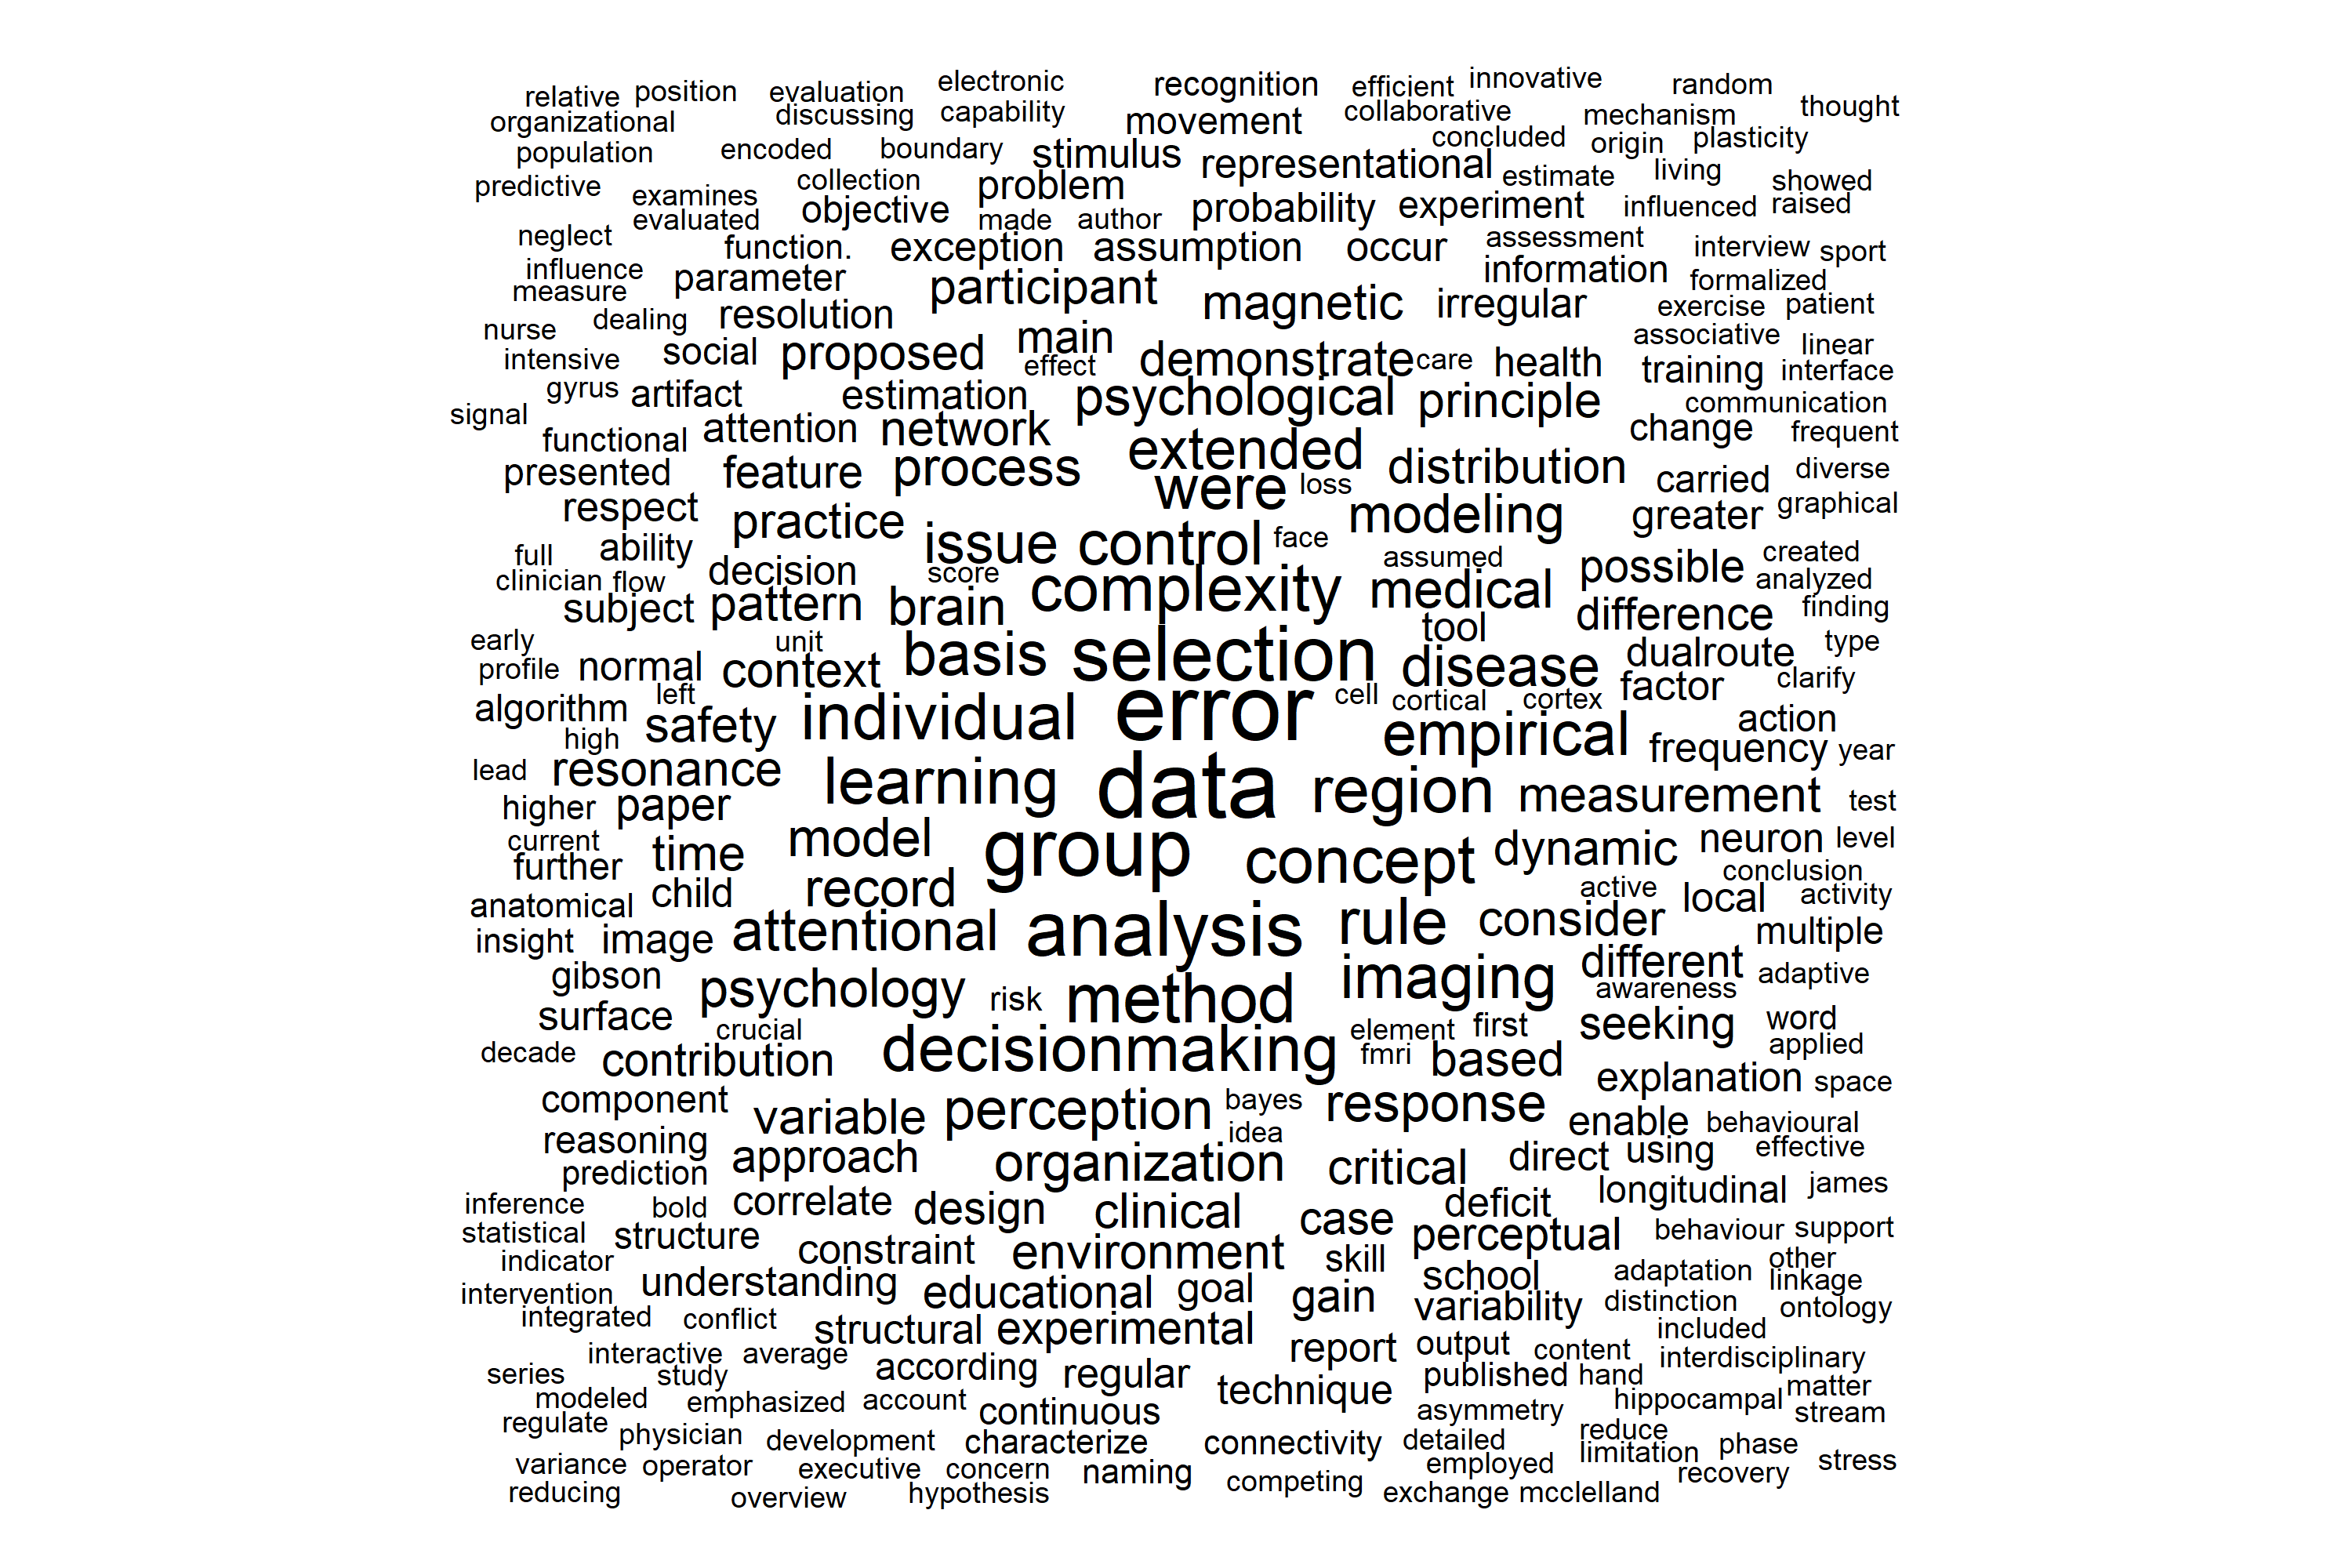 relative position evaluation electronic recognition efficient innovative random
organizational discussing capability movement collaborative mechanism thought
population encoded boundary stimulus representational concluded origin plasticity
predictive examines collection problem estimate living showed
evaluated objective made author probability experiment influenced raised
neglect function. exception assumption occur assessment interview sport
influence parameter participant magnetic information formalized
measure resolution irregular exercise patient
nurse dealing main associative linear
intensive social proposed effect demonstrate care health training interface
gyrus artifact estimation psychological principle communication
signal functional attention network extended change frequent
presented feature process distribution carried diverse
respect practice were loss modeling greater graphical
full ability issue control face assumed possible created
clinician flow decision score complexity medical analyzed
subject pattern brain difference finding
early unit basis selection tool dualroute type
profile normal context disease factor clarify
algorithm left individual error cell cortical cortex action
high safety empirical frequency year
lead resonance learning data region measurement test
higher paper
current time model group concept dynamic neuron level
further conclusion
anatomical child record active local activity
insight image attentional analysis rule consider multiple
gibson psychology risk method imaging different adaptive
awareness
surface crucial element first seeking word
decade contribution decisionmaking fmri based applied
component variable perception bayes response explanation space
reasoning idea enable behavioural
prediction approach organization critical direct using effective
inference bold correlate design clinical case deficit longitudinal james
statistical structure constraint environment skill perceptual behaviour support
indicator understanding educational goal gain school adaptation other
intervention variability distinction linkage
integrated conflict structural experimental report output included ontology
interactive average according regular content interdisciplinary
series study technique published hand
modeled emphasized account continuous asymmetry hippocampal matter
regulate physician development characterize connectivity detailed reduce stream
variance operator executive concern naming competing employed limitation phase
reducing overview hypothesis exchange mcclelland recovery stress